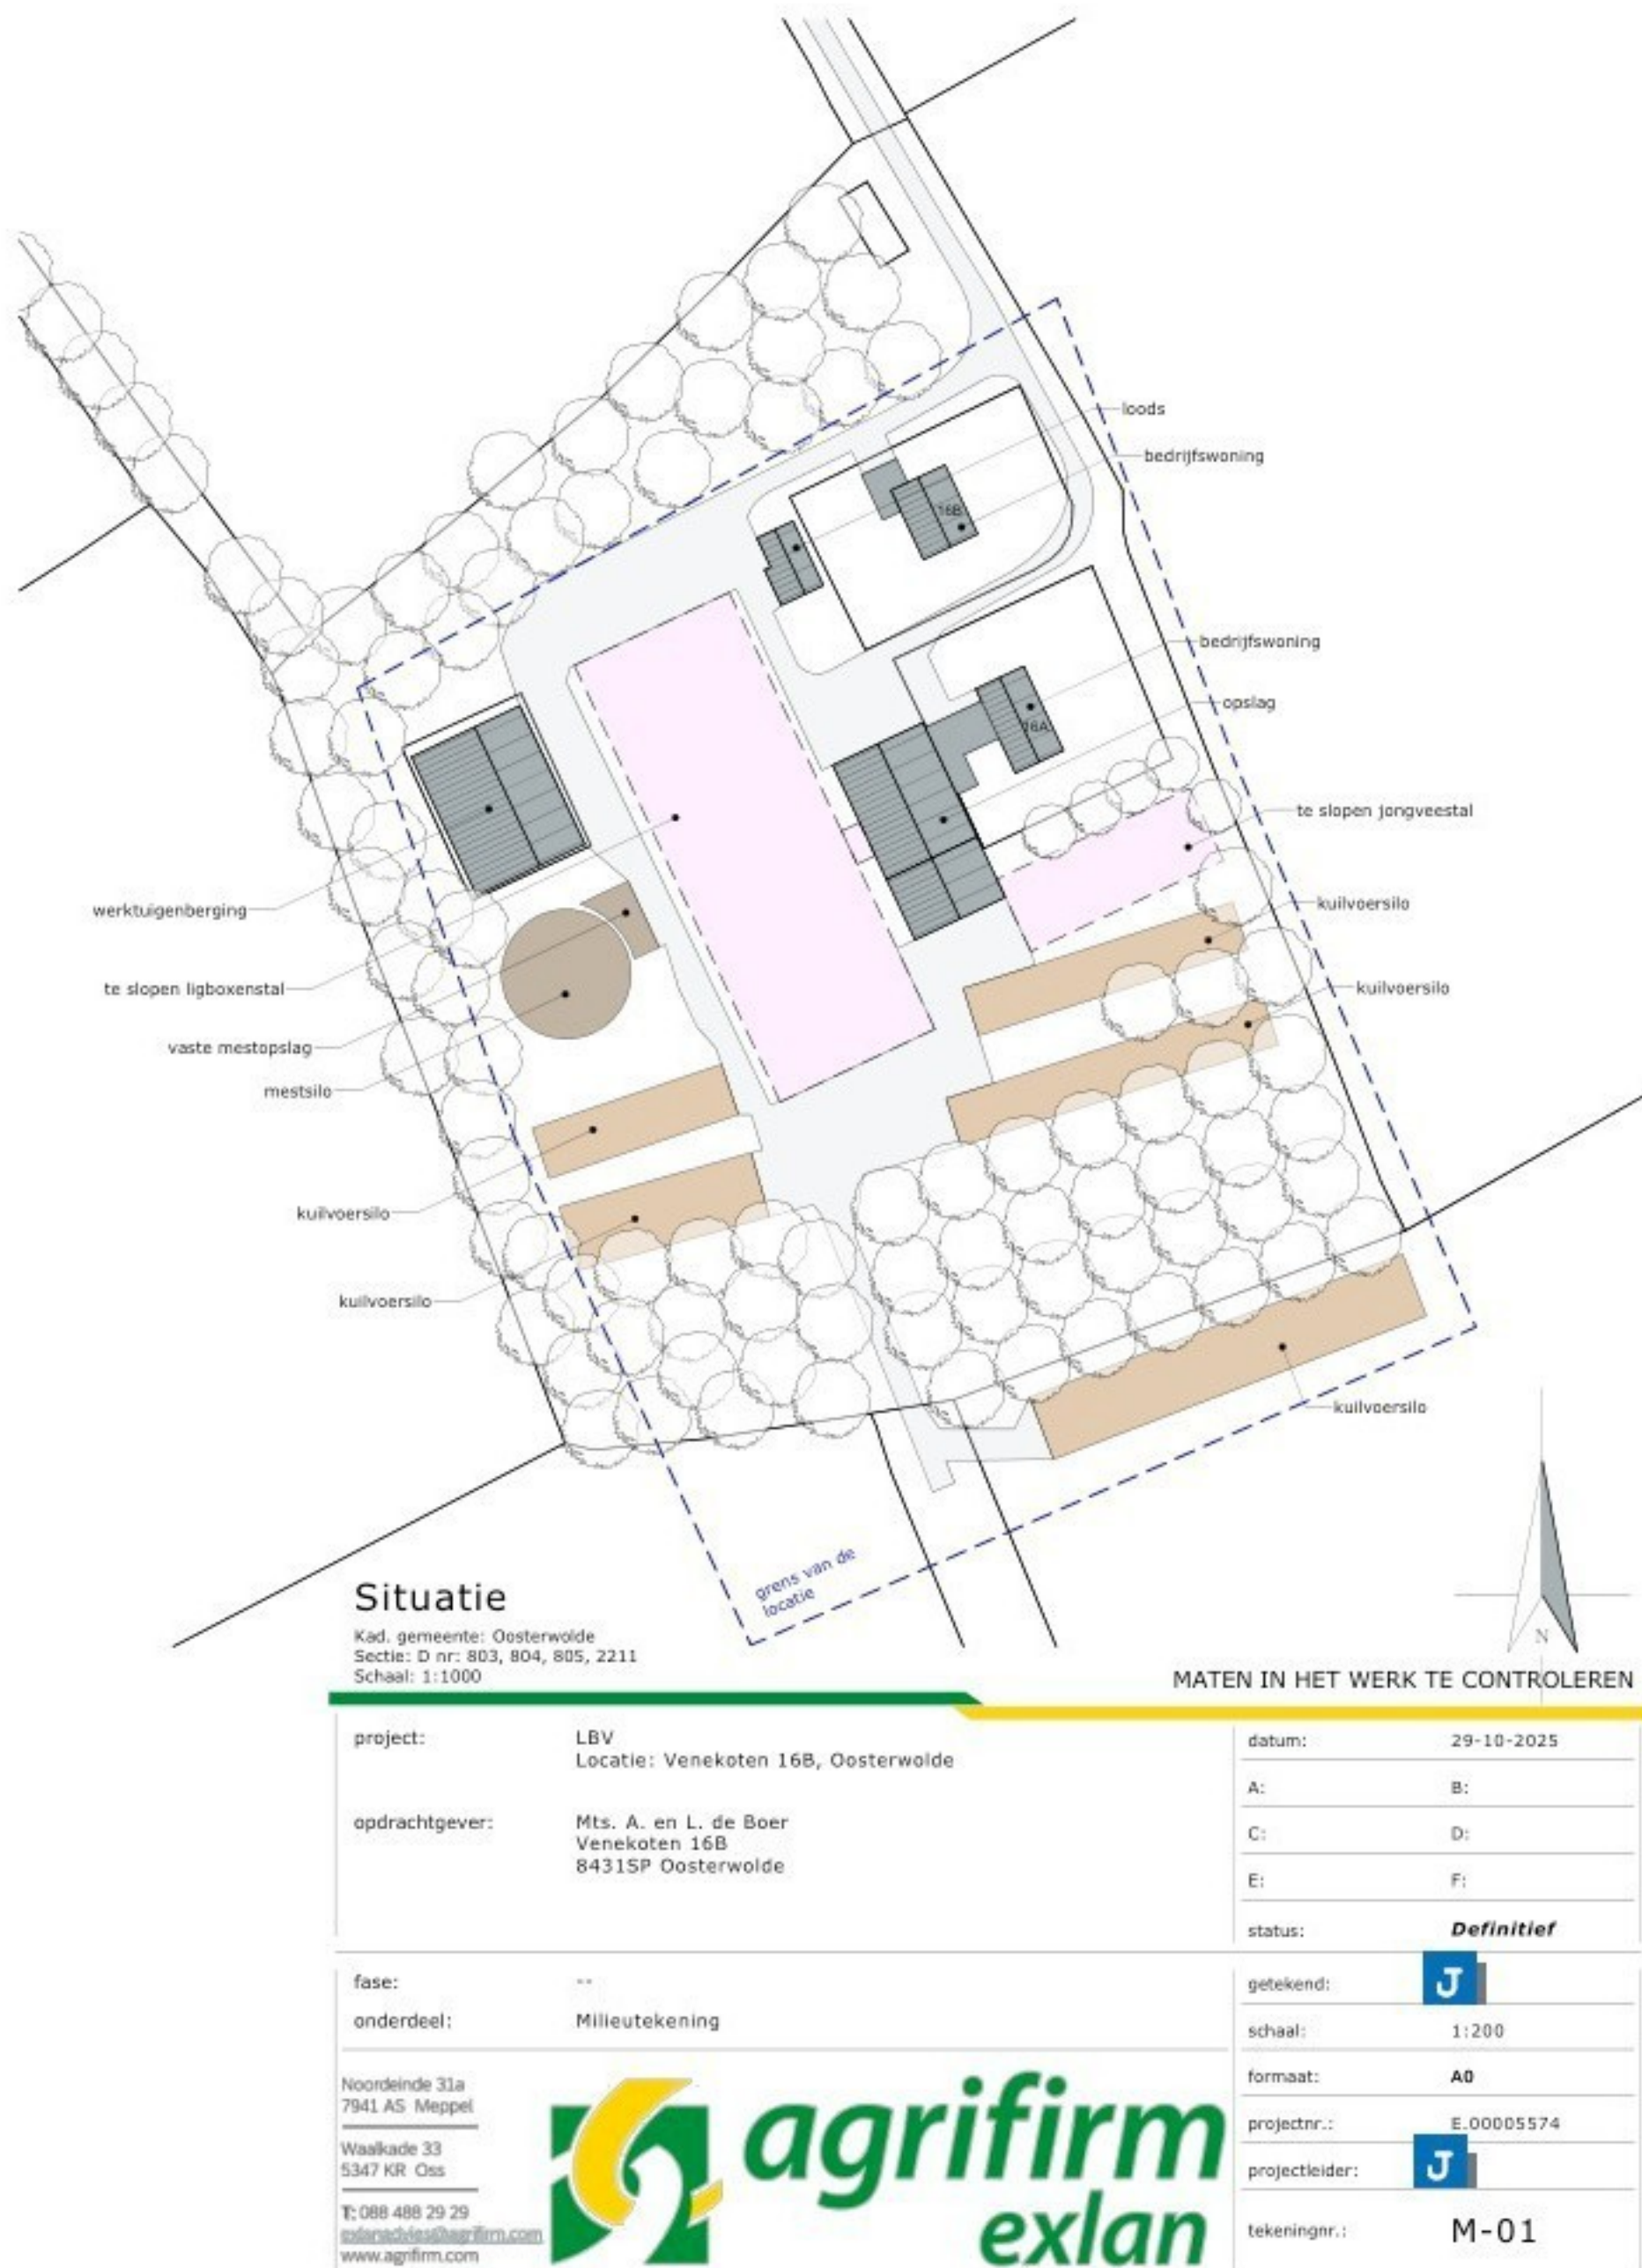 loods
bedrijfswoning
16B
bedrijfswoning
opslag
16A
te slopen jongveestal
kuilvoersilo
werktuigenberging
te slopen ligboxenstal
kuilvoersilo
vaste mestopslag
mestsilo
kuilvoersilo
kuilvoersilo
kuilvoersilo
grens van de
locatie
Situatie
Kad. gemeente: Oosterwolde
Sectie: D nr: 803, 804, 805, 2211
Schaal: 1:1000
N
MATEN IN HET WERK TE CONTROLEREN
project: LBV
Locatie: Venekoten 16B, Oosterwolde
opdrachtgever: Mts. A. en L. de Boer
Venekoten 16B
8431SP Oosterwolde
datum: 29-10-2025
A: B:
C: D:
E: F:
status: Definitief
fase: --
onderdeel: Milieutekening
getekend: J
schaal: 1:200
formaat: A0
projectnr.: E.00005574
projectleider: J
tekeningnr.: M-01
Noordeinde 31a
7941 AS Meppel
Waalkade 33
5347 KR Oss
T: 088 488 29 29
exlanadvies@agrifirm.com
www.agrifirm.com
agrifirm
exlan